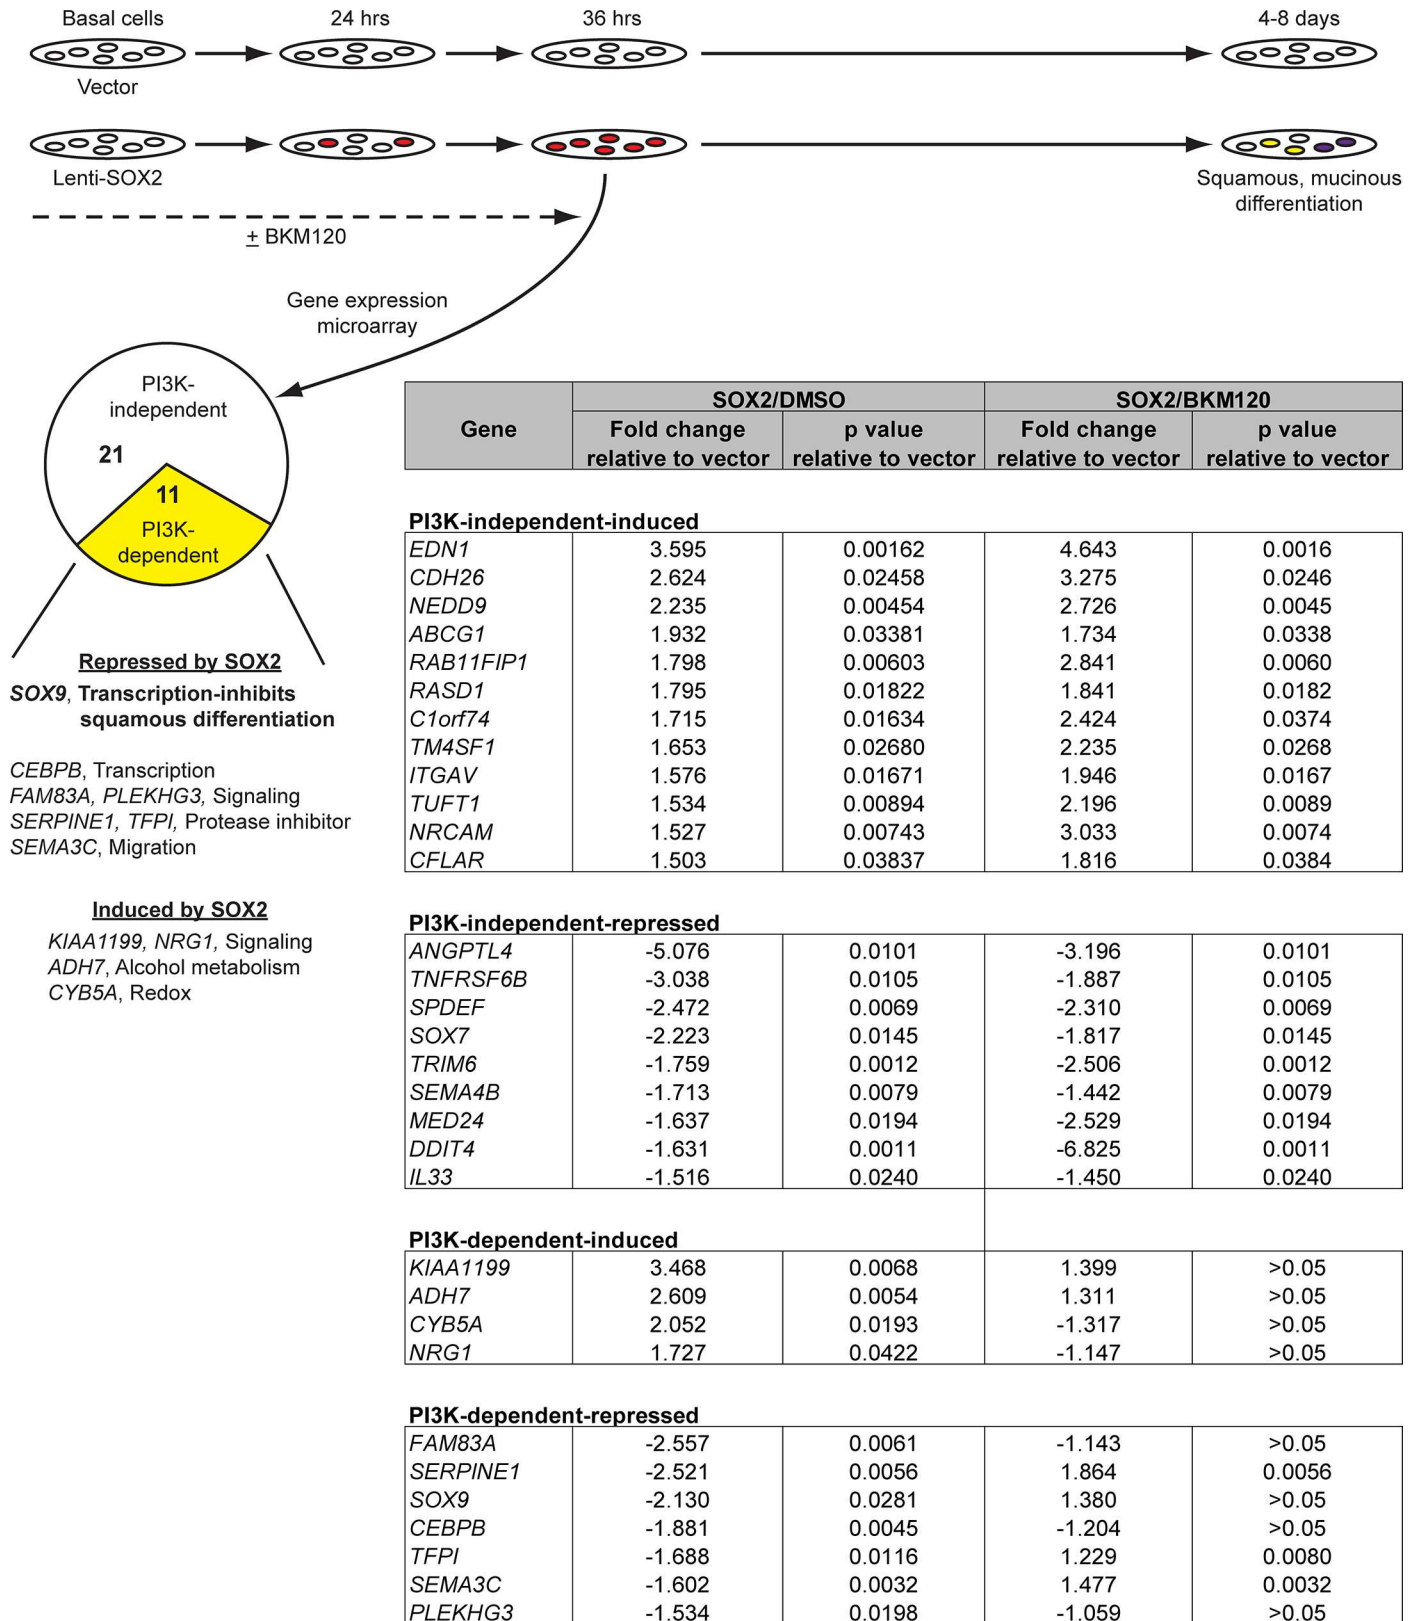 Basal cells 24 hrs 36 hrs 4-8 days
Vector
Lenti-SOX2
Squamous, mucinous
differentiation
+ BKM120
Gene expression
microarray
PI3K-
independent
21
11
PI3K-
dependent
Repressed by SOX2
SOX9, Transcription-inhibits
squamous differentiation
CEBPB, Transcription
FAM83A, PLEKHG3, Signaling
SERPINE1, TFPI, Protease inhibitor
SEMA3C, Migration
Induced by SOX2
KIAA1199, NRG1, Signaling
ADH7, Alcohol metabolism
CYB5A, Redox
SOX2/DMSO SOX2/BKM120
Gene Fold change p value Fold change p value
relative to vector relative to vector relative to vector relative to vector
PI3K-independent-induced
EDN1 3.595 0.00162 4.643 0.0016
CDH26 2.624 0.02458 3.275 0.0246
NEDD9 2.235 0.00454 2.726 0.0045
ABCG1 1.932 0.03381 1.734 0.0338
RAB11FIP1 1.798 0.00603 2.841 0.0060
RASD1 1.795 0.01822 1.841 0.0182
C1orf74 1.715 0.01634 2.424 0.0374
TM4SF1 1.653 0.02680 2.235 0.0268
ITGAV 1.576 0.01671 1.946 0.0167
TUFT1 1.534 0.00894 2.196 0.0089
NRCAM 1.527 0.00743 3.033 0.0074
CFLAR 1.503 0.03837 1.816 0.0384
PI3K-independent-repressed
ANGPTL4 -5.076 0.0101 -3.196 0.0101
TNFRSF6B -3.038 0.0105 -1.887 0.0105
SPDEF -2.472 0.0069 -2.310 0.0069
SOX7 -2.223 0.0145 -1.817 0.0145
TRIM6 -1.759 0.0012 -2.506 0.0012
SEMA4B -1.713 0.0079 -1.442 0.0079
MED24 -1.637 0.0194 -2.529 0.0194
DDIT4 -1.631 0.0011 -6.825 0.0011
IL33 -1.516 0.0240 -1.450 0.0240
PI3K-dependent-induced
KIAA1199 3.468 0.0068 1.399 >0.05
ADH7 2.609 0.0054 1.311 >0.05
CYB5A 2.052 0.0193 -1.317 >0.05
NRG1 1.727 0.0422 -1.147 >0.05
PI3K-dependent-repressed
FAM83A -2.557 0.0061 -1.143 >0.05
SERPINE1 -2.521 0.0056 1.864 0.0056
SOX9 -2.130 0.0281 1.380 >0.05
CEBPB -1.881 0.0045 -1.204 >0.05
TFPI -1.688 0.0116 1.229 0.0080
SEMA3C -1.602 0.0032 1.477 0.0032
PLEKHG3 -1.534 0.0198 -1.059 >0.05